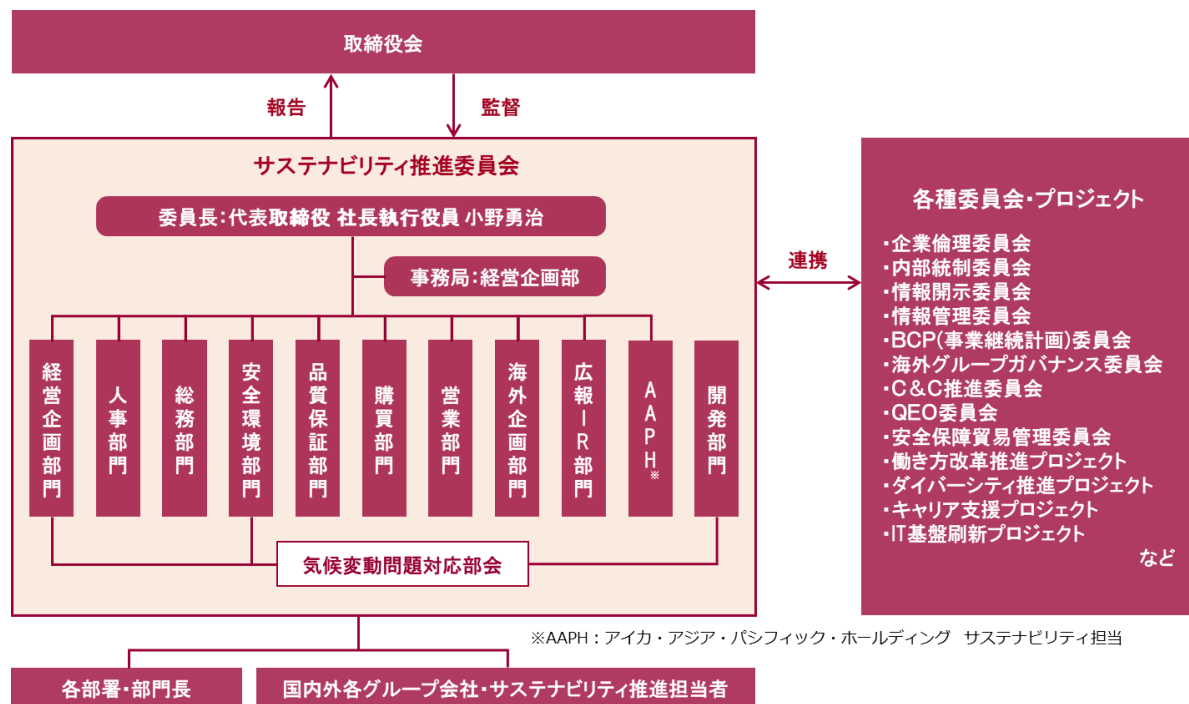 取締役会
報告
監督
サステナビリティ推進委員会
委員長：代表取締役 社長執行役員 小野勇治
事務局：経営企画部
経営企画部門
人事部門
総務部門
安全環境部門
品質保証部門
購買部門
営業部門
海外企画部門
広報IR部門
AAPH※
開発部門
気候変動問題対応部会
連携
各種委員会・プロジェクト
・企業倫理委員会
・内部統制委員会
・情報開示委員会
・情報管理委員会
・BCP(事業継続計画)委員会
・海外グループガバナンス委員会
・C&C推進委員会
・QEO委員会
・安全保障貿易管理委員会
・働き方改革推進プロジェクト
・ダイバーシティ推進プロジェクト
・キャリア支援プロジェクト
・IT基盤刷新プロジェクト
など
※AAPH：アイカ・アジア・パシフィック・ホールディング サステナビリティ担当
各部署・部門長
国内外各グループ会社・サステナビリティ推進担当者